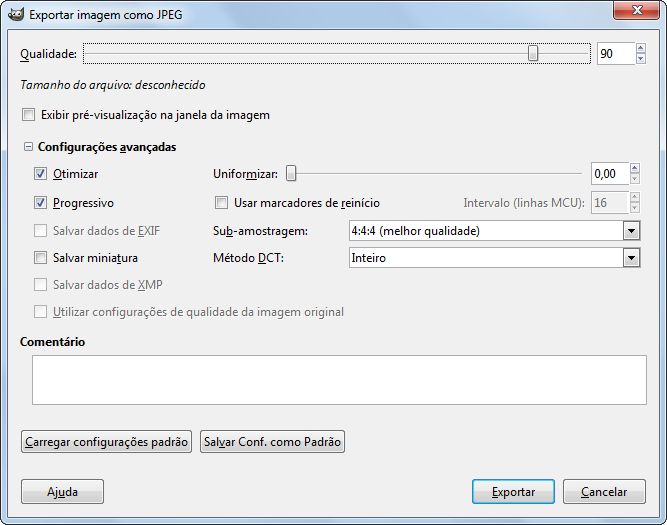 Exportar imagem como JPEG
Qualidade: 90
Tamanho do arquivo: desconhecido
Exibir pré-visualização na janela da imagem
Configurações avançadas
Otimizar Uniformizar: 0,00
Progressivo Usar marcadores de reinício Intervalo (linhas MCU): 16
Salvar dados de EXIF Sub-amostragem: 4:4:4 (melhor qualidade)
Salvar miniatura Método DCT: Inteiro
Salvar dados de XMP
Utilizar configurações de qualidade da imagem original
Comentário
Carregar configurações padrão Salvar Conf. como Padrão
Ajuda Exportar Cancelar